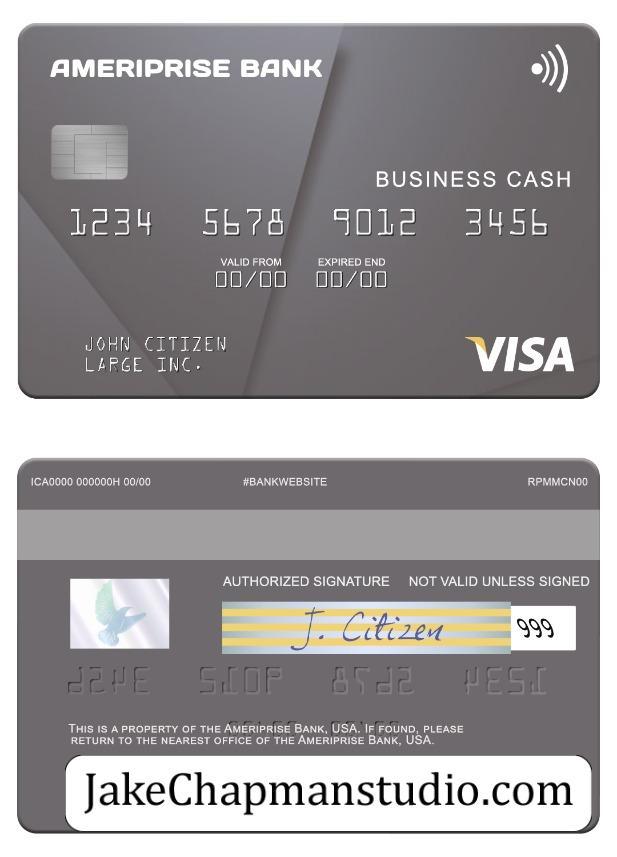 AMERIPRISE BANK
BUSINESS CASH
1234 5678 9012 3456
VALID FROM EXPIRED END
00/00 00/00
JOHN CITIZEN
LARGE INC.
VISA
ICA0000 000000H 00/00 #BANKWEBSITE RPMMCN00
AUTHORIZED SIGNATURE NOT VALID UNLESS SIGNED
J. Citizen 999
THIS IS A PROPERTY OF THE AMERIPRISE BANK, USA. IF FOUND, PLEASE
RETURN TO THE NEAREST OFFICE OF THE AMERIPRISE BANK, USA.
JakeChapmanstudio.com